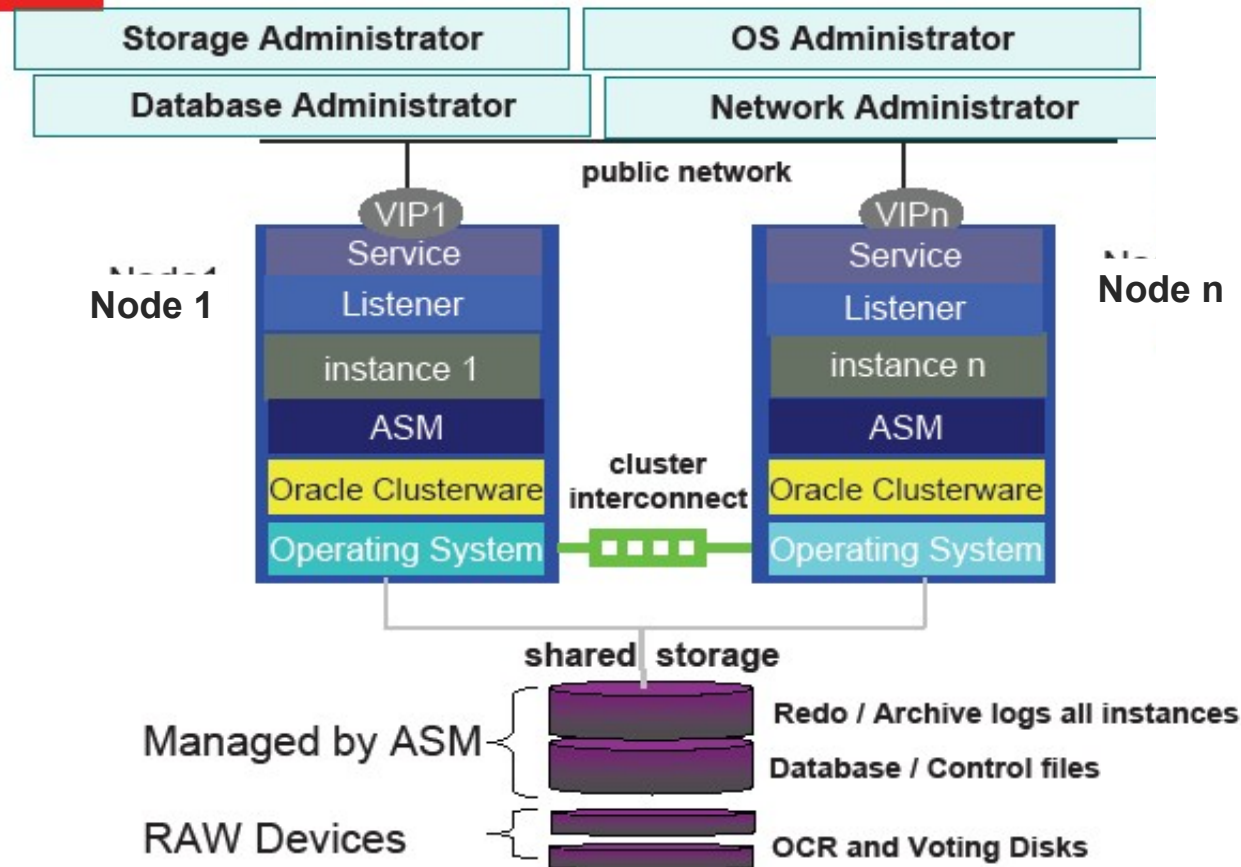 Storage Administrator
OS Administrator
Database Administrator
Network Administrator
public network
VIP1
VIPn
Service
Service
Node 1
Node n
Listener
Listener
instance 1
instance n
ASM
ASM
cluster
interconnect
Oracle Clusterware
Oracle Clusterware
Operating System
Operating System
shared storage
Managed by ASM
Redo / Archive logs all instances
Database / Control files
RAW Devices
OCR and Voting Disks